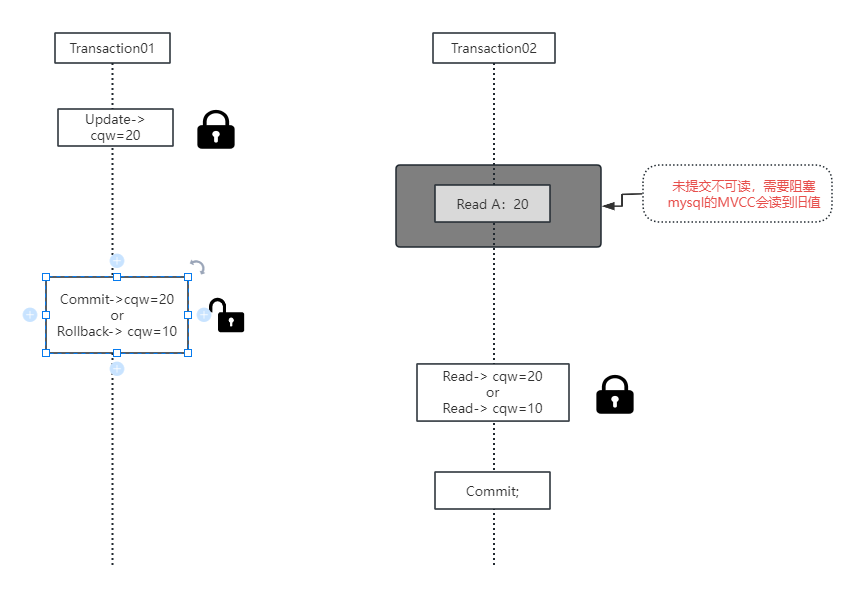 Transaction01
Transaction02
Update->
cqw=20
Read A：20
未提交不可读，需要阻塞
mysql的MVCC会读到旧值
Commit->cqw=20
or
Rollback-> cqw=10
Read-> cqw=20
or
Read-> cqw=10
Commit;